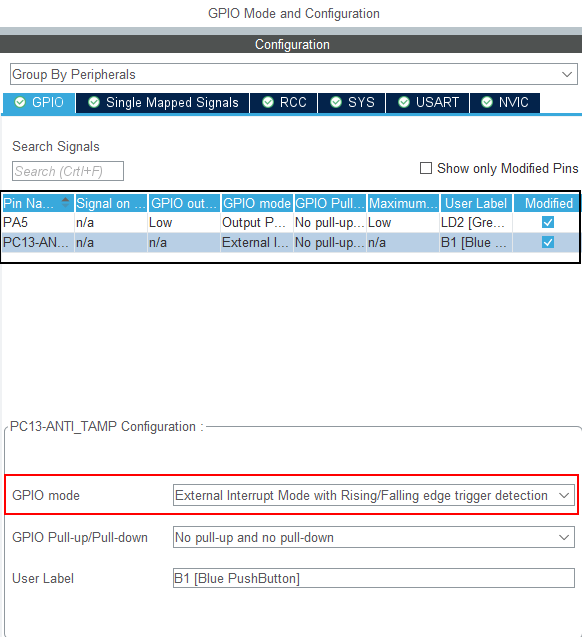 GPIO Mode and Configuration
Configuration
Group By Peripherals
GPIO Single Mapped Signals RCC SYS USART NVIC
Search Signals
Search (CrtI+F)
Show only Modified Pins
Pin Na... Signal on ... GPIO out... GPIO mode GPIO Pull... Maximum... User Label Modified
PA5 n/a Low Output P... No pull-up... Low LD2 [Gre...
PC13-AN... n/a n/a External I... No pull-up... n/a B1 [Blue ...
PC13-ANTI_TAMP Configuration :
GPIO mode External Interrupt Mode with Rising/Falling edge trigger detection
GPIO Pull-up/Pull-down No pull-up and no pull-down
User Label B1 [Blue PushButton]